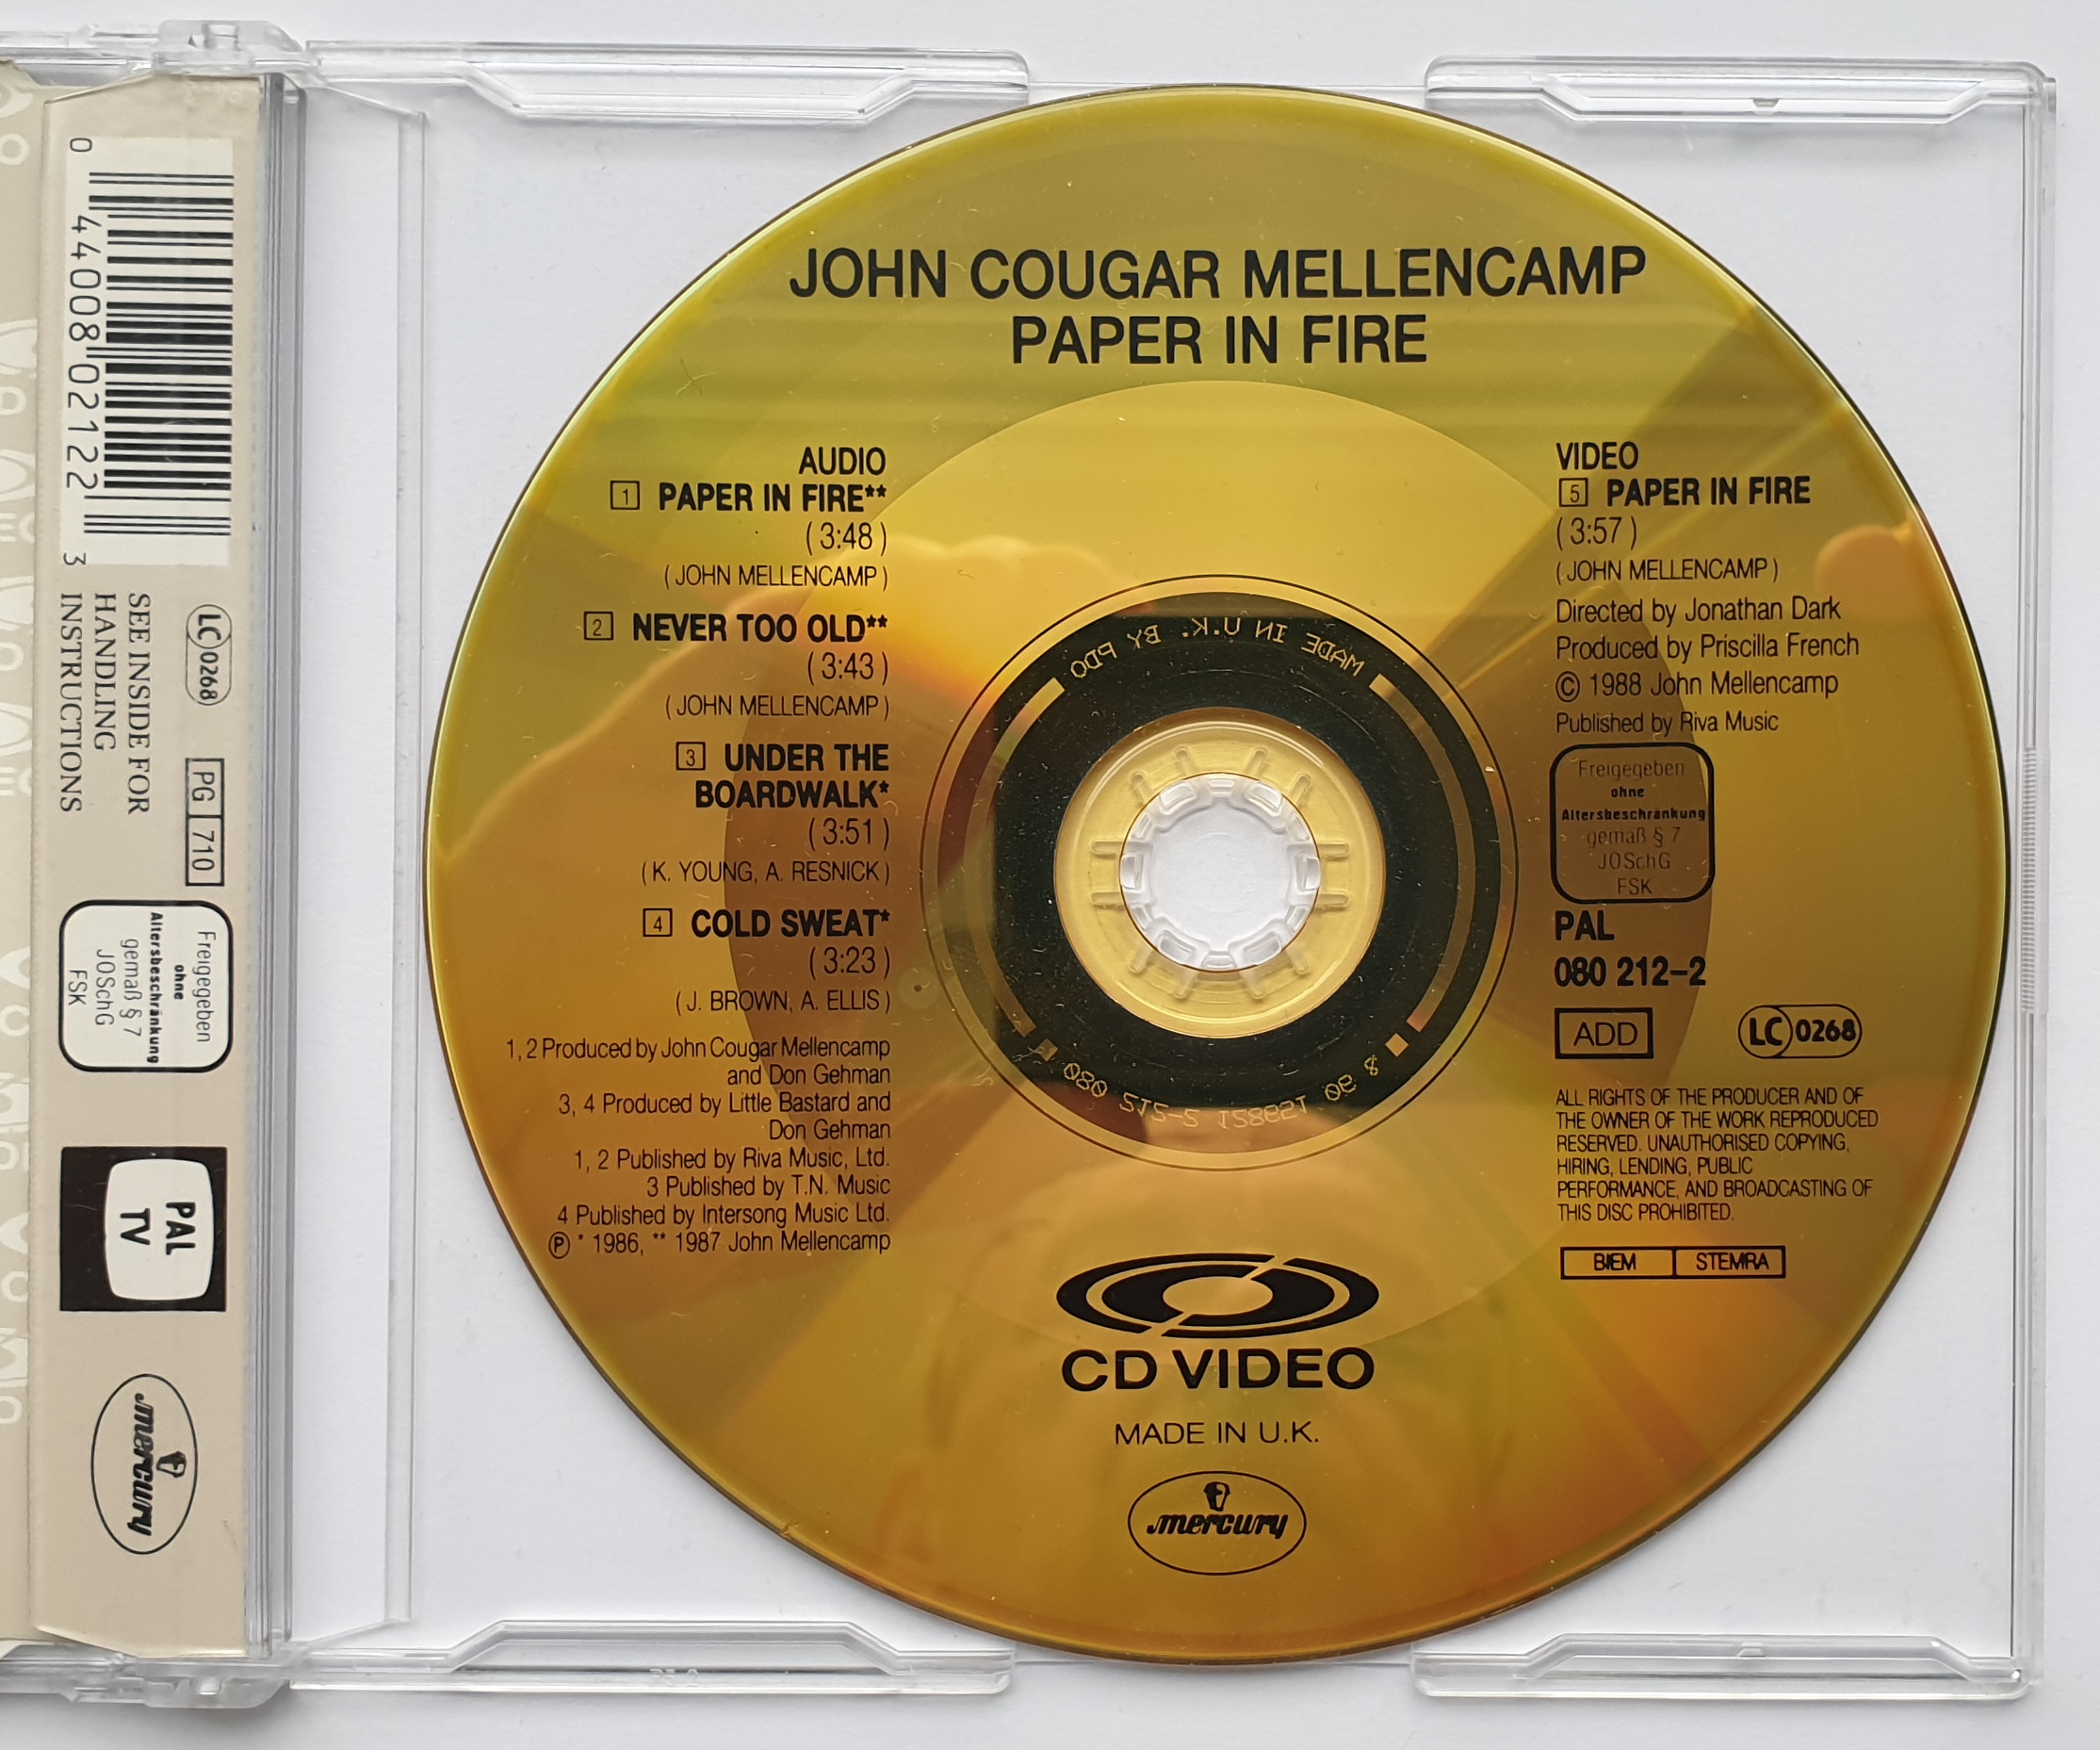 0 44008 02122 3
SEE INSIDE FOR
HANDLING
INSTRUCTIONS
LC 0268
PG 710
Freigegeben
ohne
Altersbeschränkung
gemäß § 7
JÖSchG
FSK
PAL
TV
mercury
JOHN COUGAR MELLENCAMP
PAPER IN FIRE
AUDIO
1 PAPER IN FIRE**
(3:48)
(JOHN MELLENCAMP)
2 NEVER TOO OLD**
(3:43)
(JOHN MELLENCAMP)
3 UNDER THE
BOARDWALK*
(3:51)
(K. YOUNG, A. RESNICK)
4 COLD SWEAT*
(3:23)
(J. BROWN, A. ELLIS)
1, 2 Produced by John Cougar Mellencamp
and Don Gehman
3, 4 Produced by Little Bastard and
Don Gehman
1, 2 Published by Riva Music, Ltd.
3 Published by T.N. Music
4 Published by Intersong Music Ltd.
℗ * 1986, ** 1987 John Mellencamp
VIDEO
5 PAPER IN FIRE
(3:57)
(JOHN MELLENCAMP)
Directed by Jonathan Dark
Produced by Priscilla French
© 1988 John Mellencamp
Published by Riva Music
Freigegeben
ohne
Altersbeschränkung
gemäß § 7
JÖSchG
FSK
PAL
080 212-2
ADD
LC 0268
ALL RIGHTS OF THE PRODUCER AND OF
THE OWNER OF THE WORK REPRODUCED
RESERVED. UNAUTHORISED COPYING,
HIRING, LENDING, PUBLIC
PERFORMANCE, AND BROADCASTING OF
THIS DISC PROHIBITED.
BIEM STEMRA
MADE IN U.K. BY PDO
080 212-2 128651 06 &
CD VIDEO
MADE IN U.K.
mercury